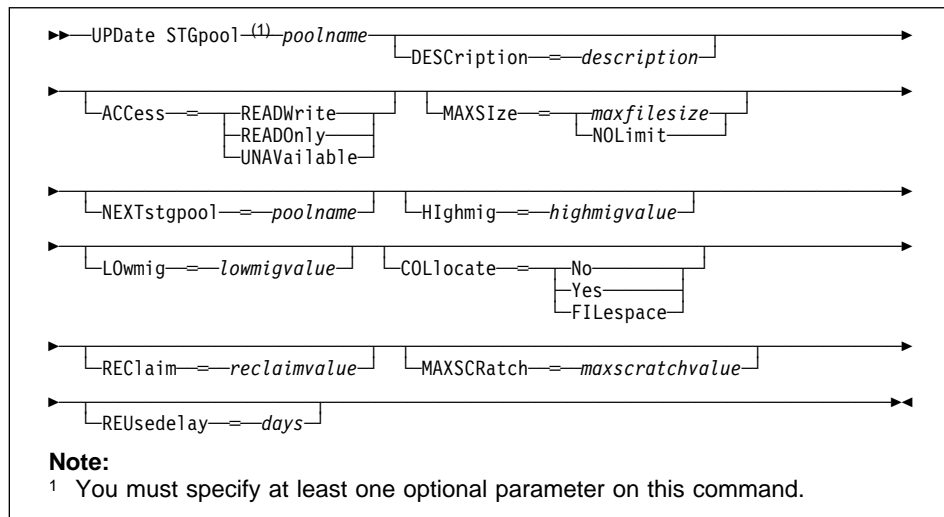 UPDate STGpool (1) poolname
DESCription = description
ACCess = READWrite
READOnly
UNAVailable
MAXSIze = maxfilesize
NOLimit
NEXTstgpool = poolname HIghmig = highmigvalue
LOwmig = lowmigvalue COLlocate = No
Yes
FILespace
REClaim = reclaimvalue MAXSCRatch = maxscratchvalue
REUsedelay = days
Note:
1 You must specify at least one optional parameter on this command.